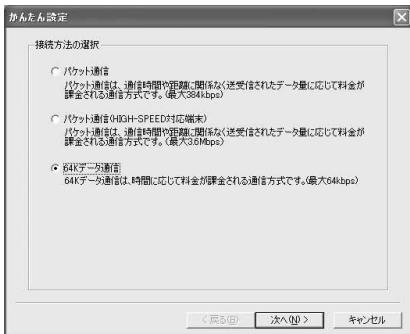 かんたん設定
接続方法の選択
パケット通信
パケット通信は、通信時間や距離に関係なく送受信されたデータ量に応じて料金が
課金される通信方式です。(最大384kbps)
パケット通信(HIGH-SPEED対応端末)
パケット通信は、通信時間や距離に関係なく送受信されたデータ量に応じて料金が
課金される通信方式です。(最大3.6Mbps)
64Kデータ通信
64Kデータ通信は、時間に応じて料金が課金される通信方式です。(最大64kbps)
< 戻る(B)
次へ(N) >
キャンセル